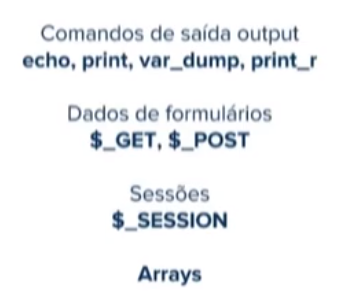 Comandos de saída output
echo, print, var_dump, print_r
Dados de formulários
$_GET, $_POST
Sessões
$_SESSION
Arrays